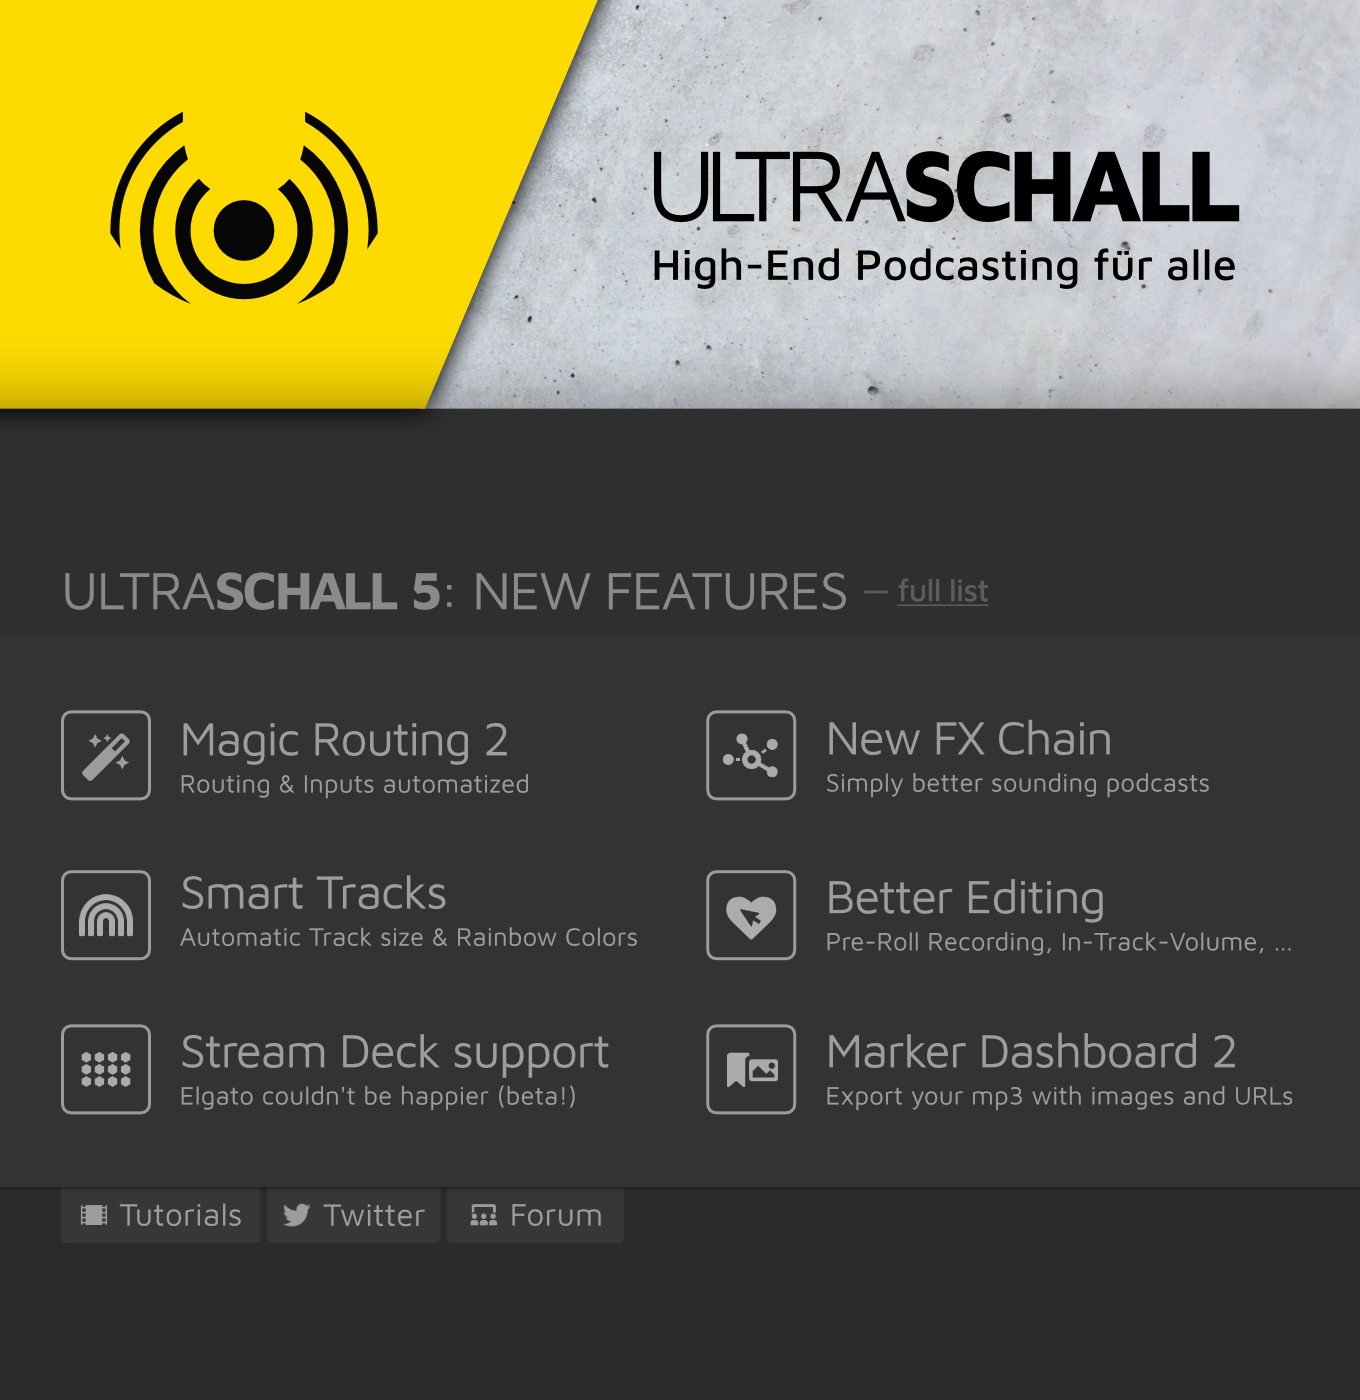 ULTRASCHALL
High-End Podcasting für alle
ULTRASCHALL 5: NEW FEATURES – full list
Magic Routing 2
Routing & Inputs automatized
New FX Chain
Simply better sounding podcasts
Smart Tracks
Automatic Track size & Rainbow Colors
Better Editing
Pre-Roll Recording, In-Track-Volume, ...
Stream Deck support
Elgato couldn't be happier (beta!)
Marker Dashboard 2
Export your mp3 with images and URLs
Tutorials
Twitter
Forum